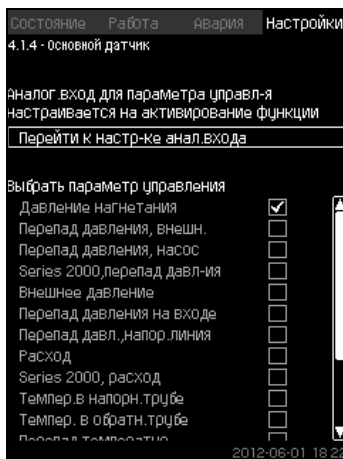 Состояние Работа Авария Настройки
4.1.4 - Основной датчик
Аналог.вход для параметра управл-я
настраивается на активирование функции
Перейти к настр-ке анал.входа
Выбрать параметр управления
Давление нагнетания
Перепад давления, внешн.
Перепад давления, насос
Series 2000,перепад давл-ия
Внешнее давление
Перепад давления на входе
Перепад давл.,напор.линия
Расход
Series 2000, расход
Темпер.в напорн.трубе
Темпер. в обратн.трубе
Перепад температур
2012-06-01 18:22